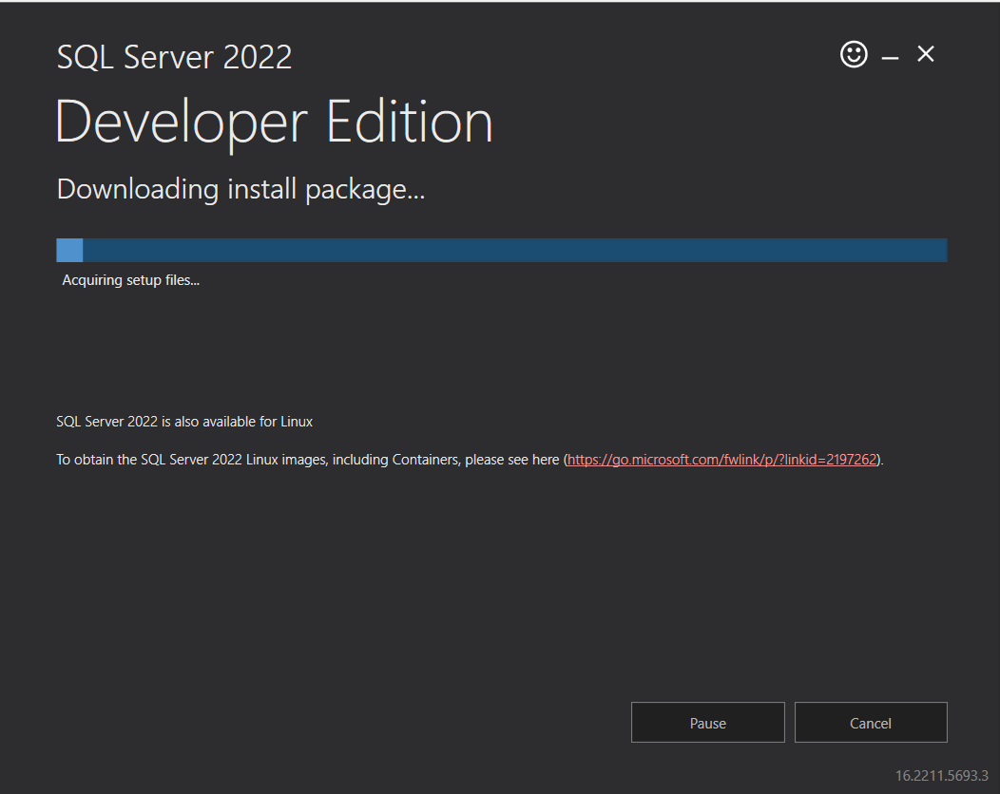 SQL Server 2022
Developer Edition
Downloading install package...
Acquiring setup files...
SQL Server 2022 is also available for Linux
To obtain the SQL Server 2022 Linux images, including Containers, please see here (https://go.microsoft.com/fwlink/p/?linkid=2197262).
Pause
Cancel
16.2211.5693.3